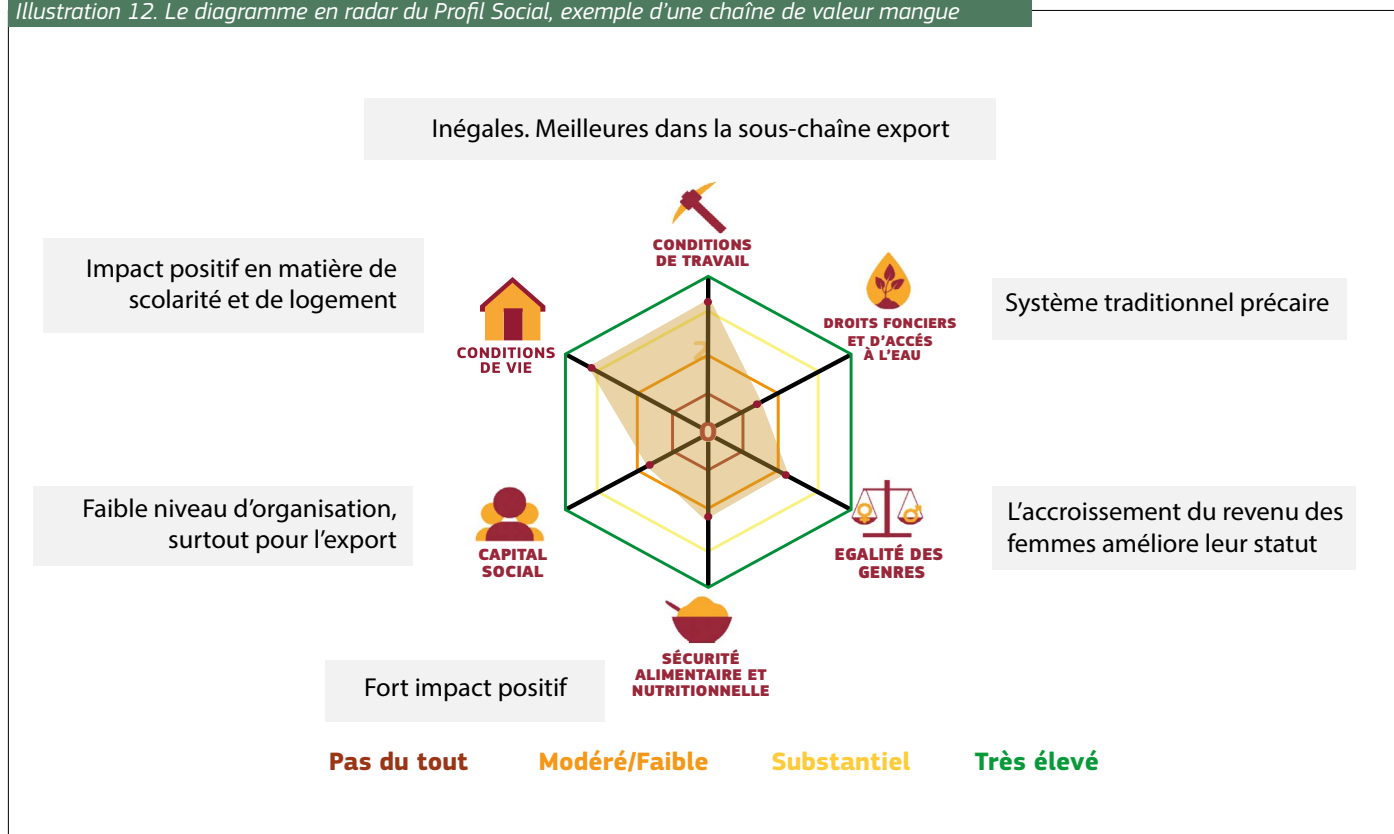 Illustration 12. Le diagramme en radar du Profil Social, exemple d'une chaîne de valeur mangue
Inégales. Meilleures dans la sous-chaîne export
CONDITIONS
DE TRAVAIL
Impact positif en matière de
scolarité et de logement
CONDITIONS
DE VIE
DROITS FONCIERS
ET D'ACCÉS
À L'EAU
Système traditionnel précaire
2
0
Faible niveau d'organisation,
surtout pour l'export
CAPITAL
SOCIAL
EGALITÉ DES
GENRES
L'accroissement du revenu des
femmes améliore leur statut
SÉCURITÉ
ALIMENTAIRE ET
NUTRITIONNELLE
Fort impact positif
Pas du tout Modéré/Faible Substantiel Très élevé